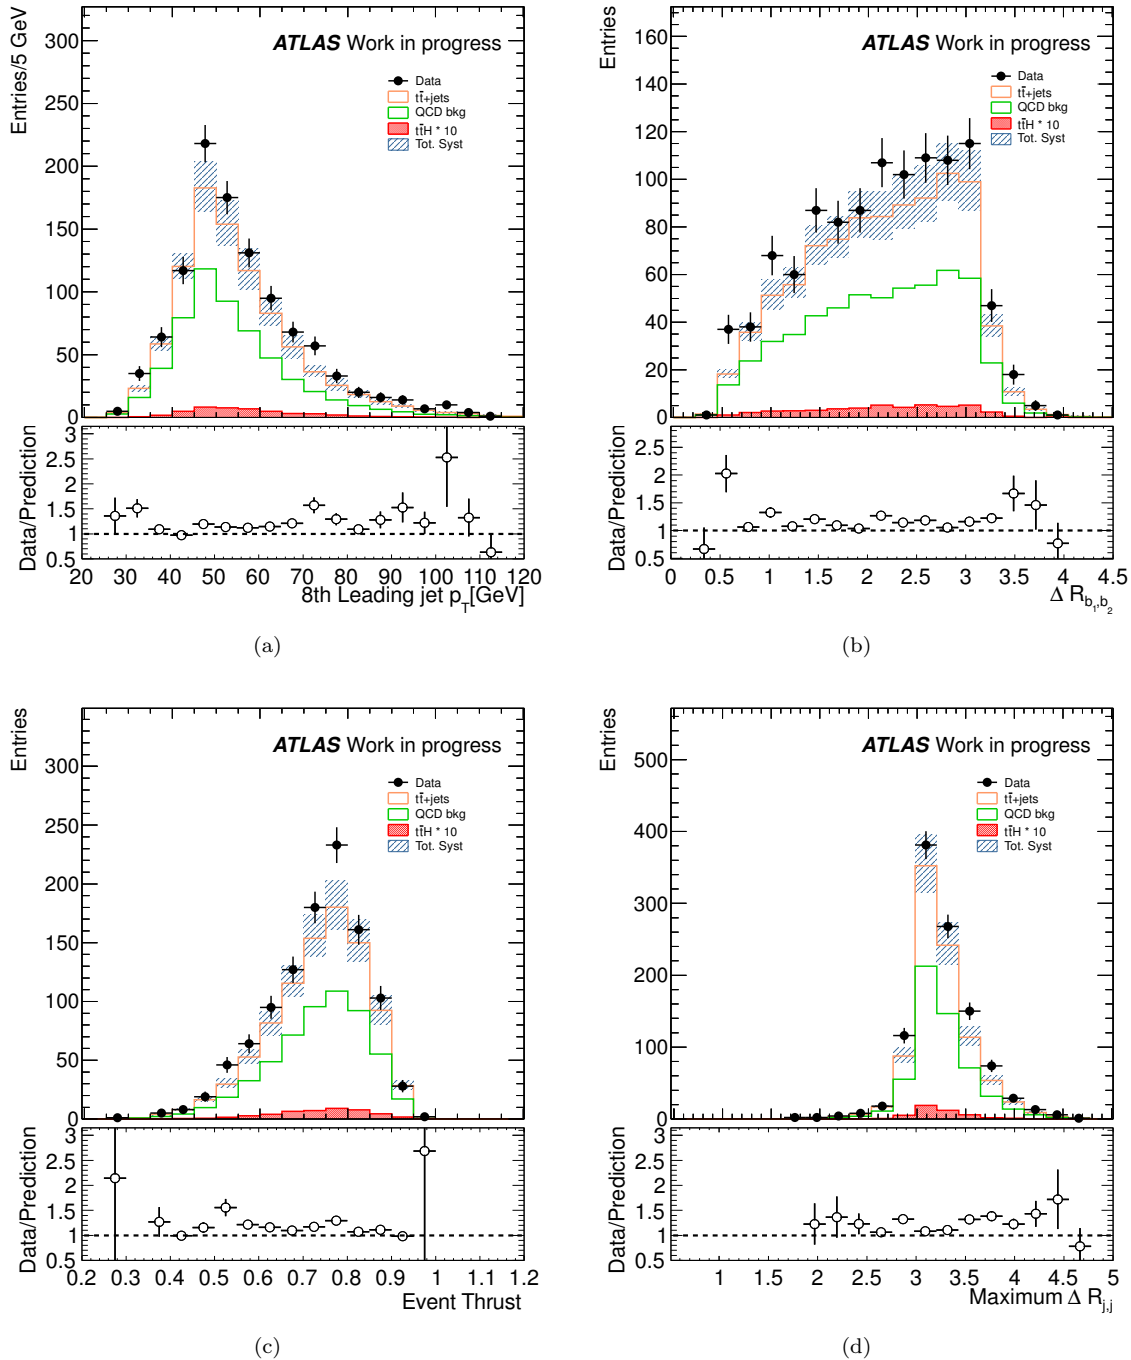 Entries/5 GeV
300
250
200
150
100
50
0
ATLAS Work in progress
Data
tt̄+jets
QCD bkg
tt̄H * 10
Tot. Syst
Data/Prediction
3
2.5
2
1.5
1
0.5
20 30 40 50 60 70 80 90 100 110 120
8th Leading jet p_T[GeV]
(a)
Entries
160
140
120
100
80
60
40
20
0
ATLAS Work in progress
Data
tt̄+jets
QCD bkg
tt̄H * 10
Tot. Syst
Data/Prediction
2.5
2
1.5
1
0.5
0 0.5 1 1.5 2 2.5 3 3.5 4 4.5
Δ R_{b_1,b_2}
(b)
Entries
300
250
200
150
100
50
0
ATLAS Work in progress
Data
tt̄+jets
QCD bkg
tt̄H * 10
Tot. Syst
Data/Prediction
3
2.5
2
1.5
1
0.5
0.2 0.3 0.4 0.5 0.6 0.7 0.8 0.9 1 1.1 1.2
Event Thrust
(c)
Entries
500
400
300
200
100
0
ATLAS Work in progress
Data
tt̄+jets
QCD bkg
tt̄H * 10
Tot. Syst
Data/Prediction
3
2.5
2
1.5
1
0.5
1 1.5 2 2.5 3 3.5 4 4.5 5
Maximum Δ R_{j,j}
(d)